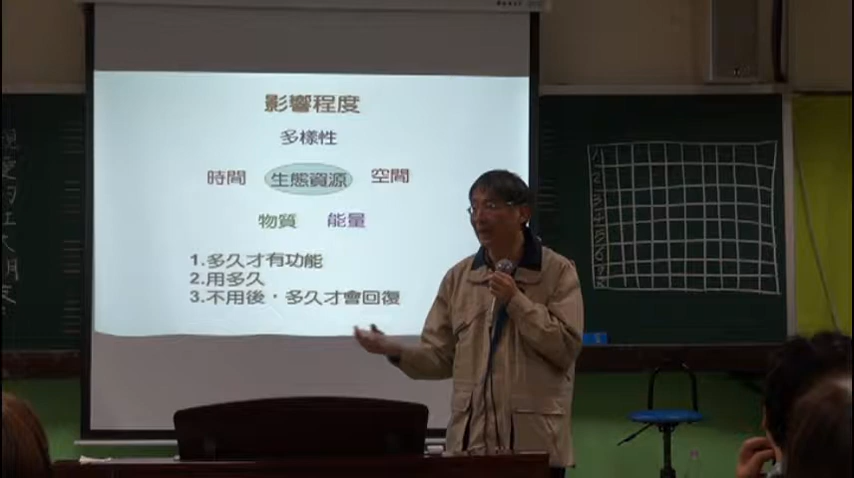 影響程度
多樣性
時間 生態資源 空間
物質 能量
1.多久才有功能
2.用多久
3.不用後，多久才會回復